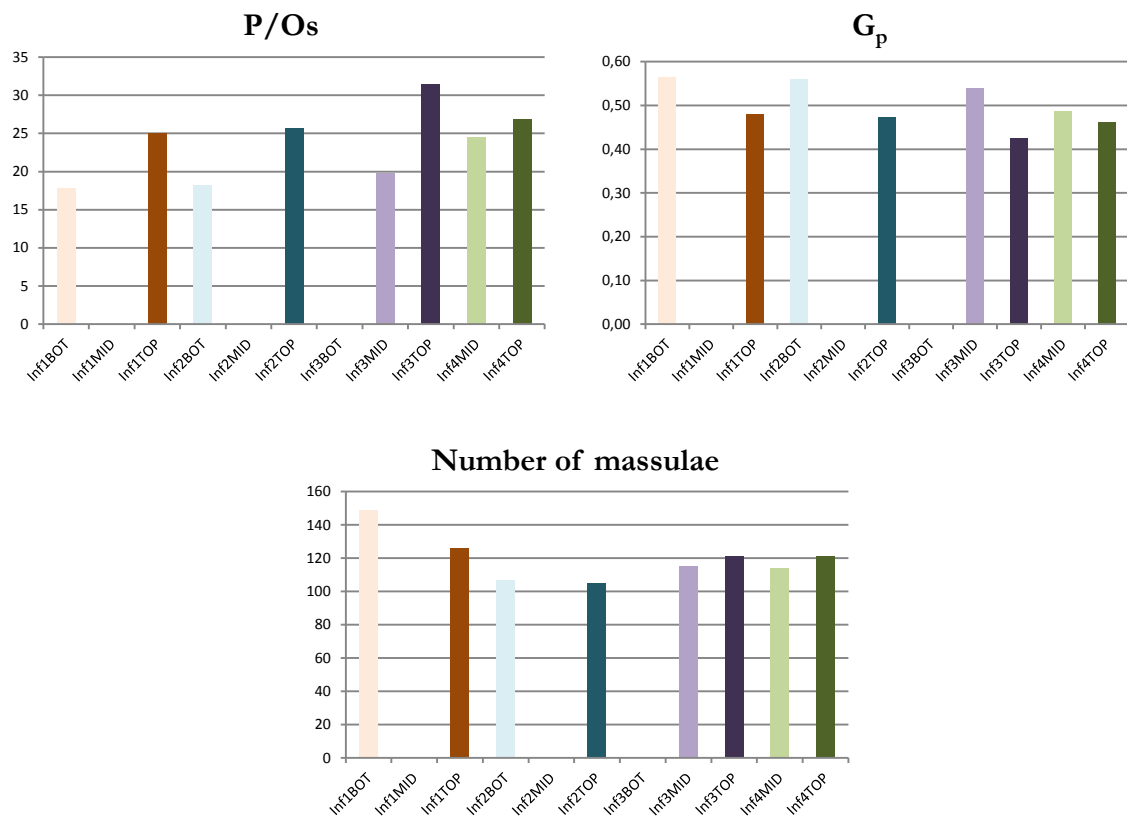 P/Os
35
30
25
20
15
10
5
0
Inf1BOT
Inf1MID
Inf1TOP
Inf2BOT
Inf2MID
Inf2TOP
Inf3BOT
Inf3MID
Inf3TOP
Inf4MID
Inf4TOP
Gp
0,60
0,50
0,40
0,30
0,20
0,10
0,00
Inf1BOT
Inf1MID
Inf1TOP
Inf2BOT
Inf2MID
Inf2TOP
Inf3BOT
Inf3MID
Inf3TOP
Inf4MID
Inf4TOP
Number of massulae
160
140
120
100
80
60
40
20
0
Inf1BOT
Inf1MID
Inf1TOP
Inf2BOT
Inf2MID
Inf2TOP
Inf3BOT
Inf3MID
Inf3TOP
Inf4MID
Inf4TOP